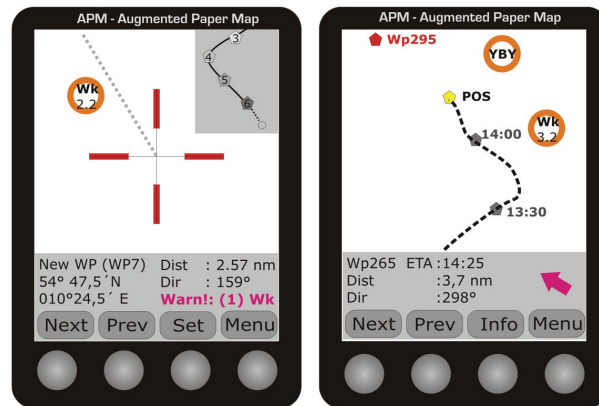 APM - Augmented Paper Map
Wk
2.2
3
4
5
6
New WP (WP7)
54° 47,5´N
010°24,5´ E
Dist : 2.57 nm
Dir : 159°
Warn!: (1) Wk
Next Prev Set Menu
APM - Augmented Paper Map
Wp295
YBY
POS
Wk
3.2
14:00
13:30
Wp265 ETA :14:25
Dist :3,7 nm
Dir :298°
Next Prev Info Menu